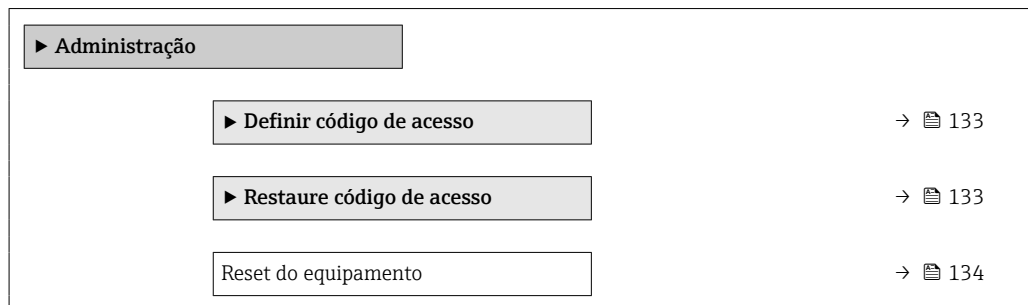 ▶ Administração
▶ Definir código de acesso → 133
▶ Restaure código de acesso → 133
Reset do equipamento → 134